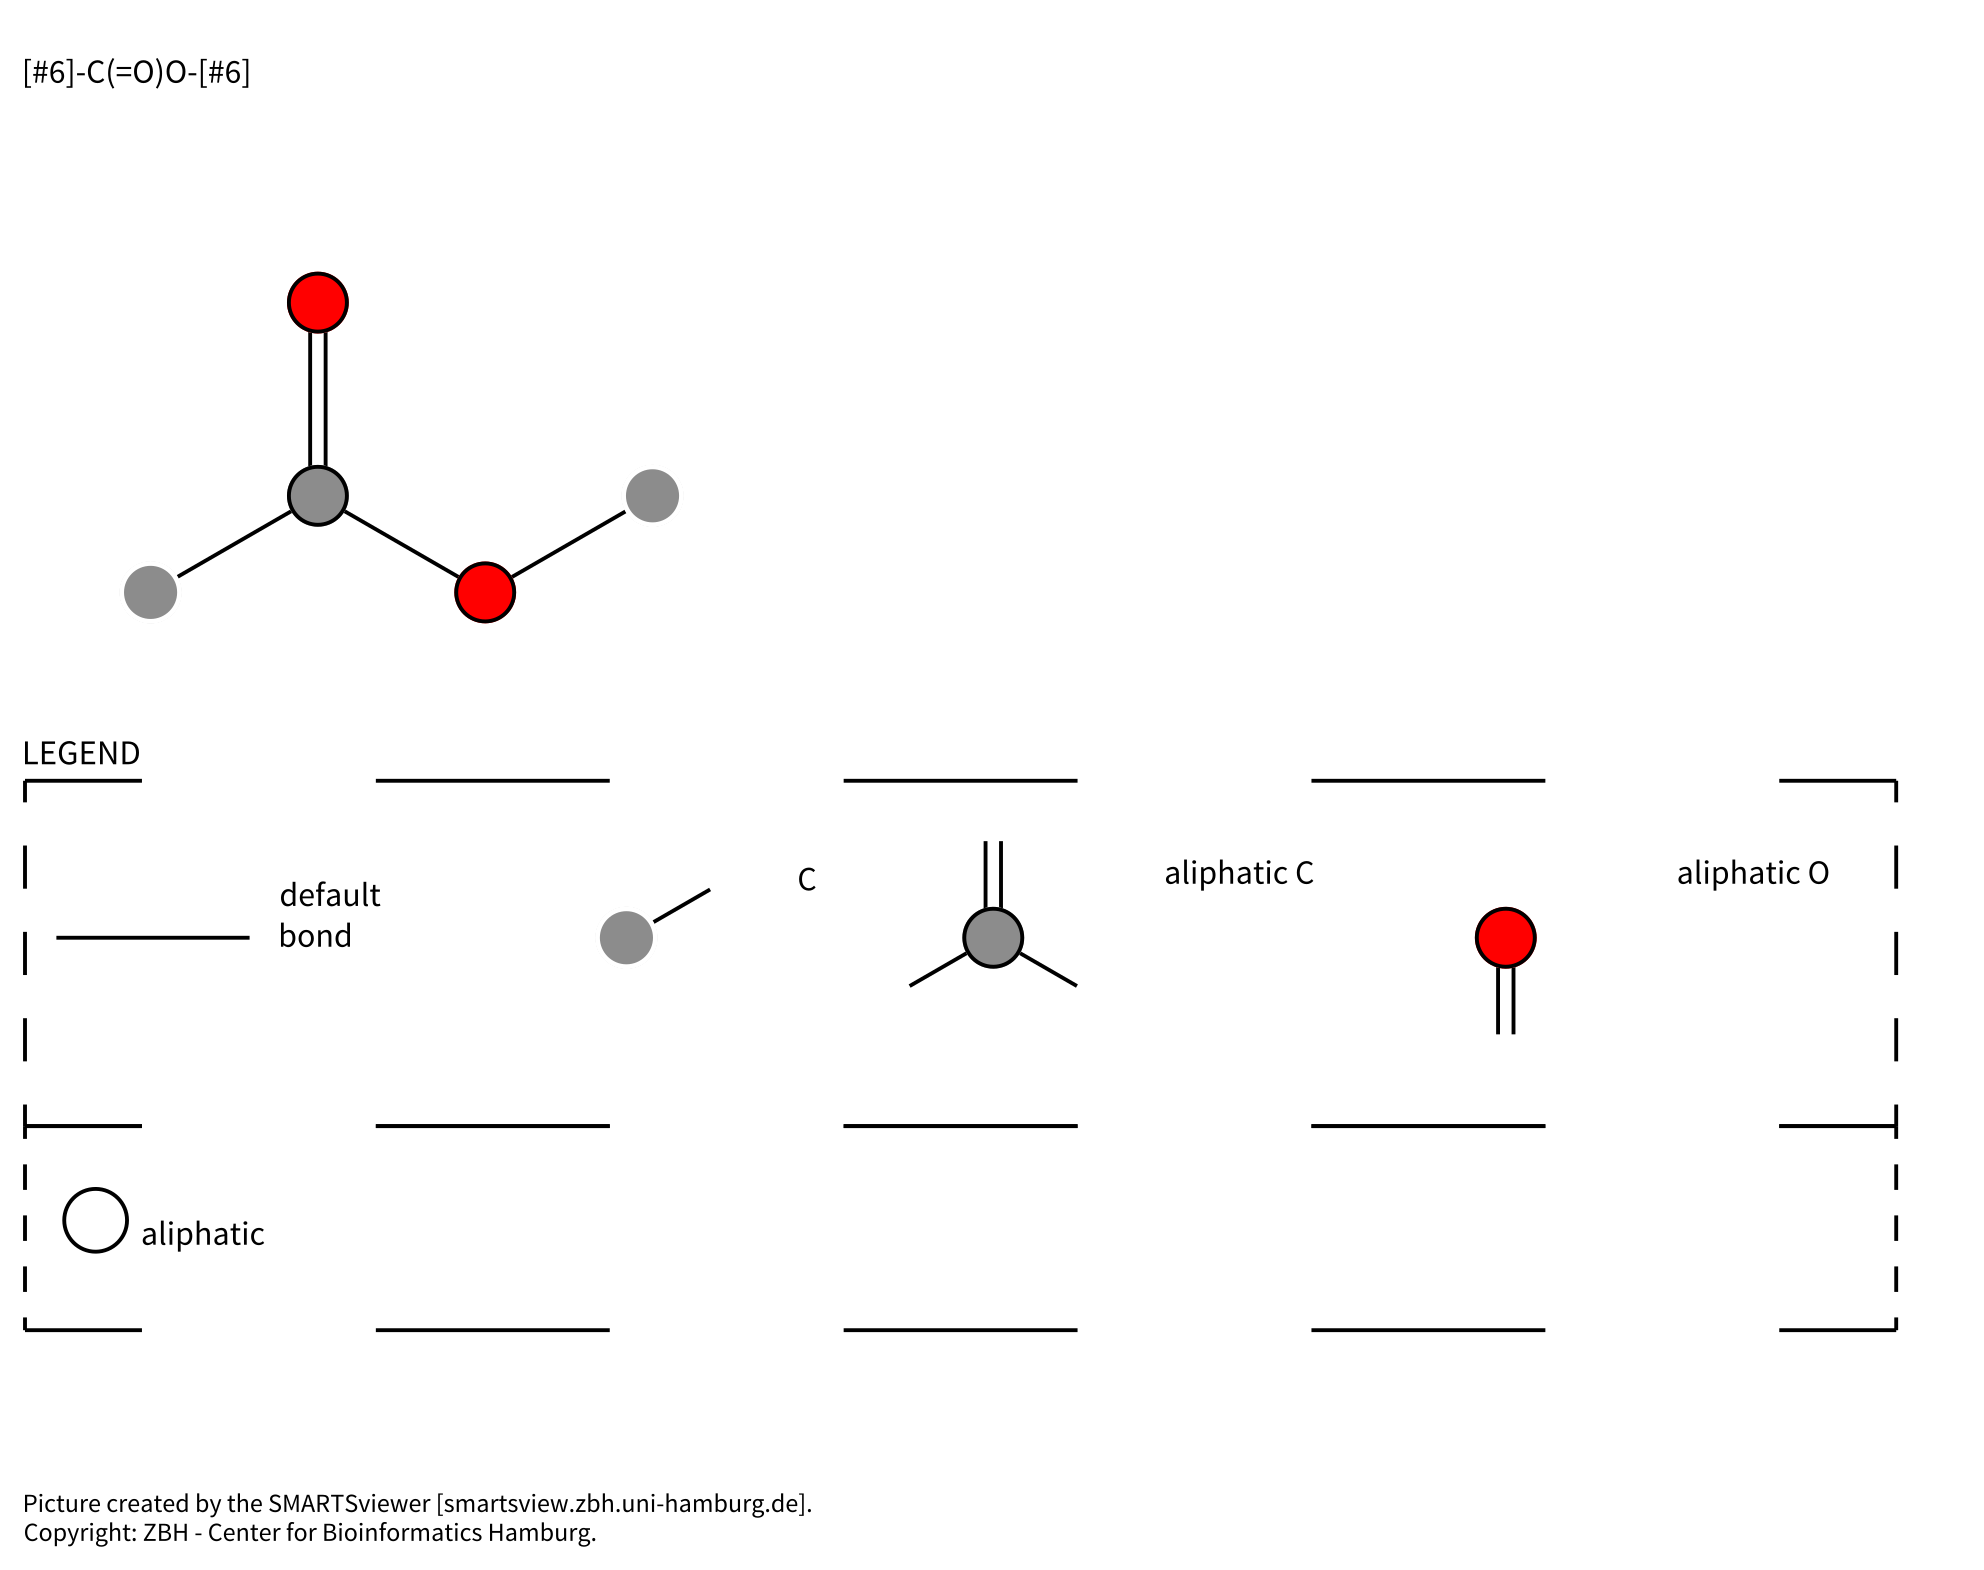 [#6]-C(=O)O-[#6]
LEGEND
default
bond
C
aliphatic C
aliphatic O
aliphatic
Picture created by the SMARTSviewer [smartsview.zbh.uni-hamburg.de].
Copyright: ZBH - Center for Bioinformatics Hamburg.